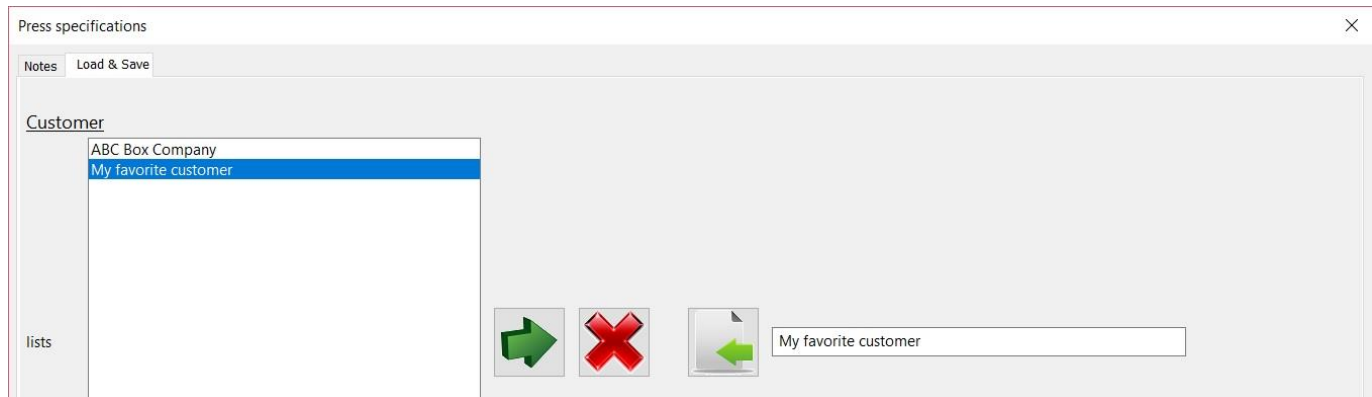 Press specifications
Notes Load & Save
Customer
ABC Box Company
My favorite customer
lists My favorite customer